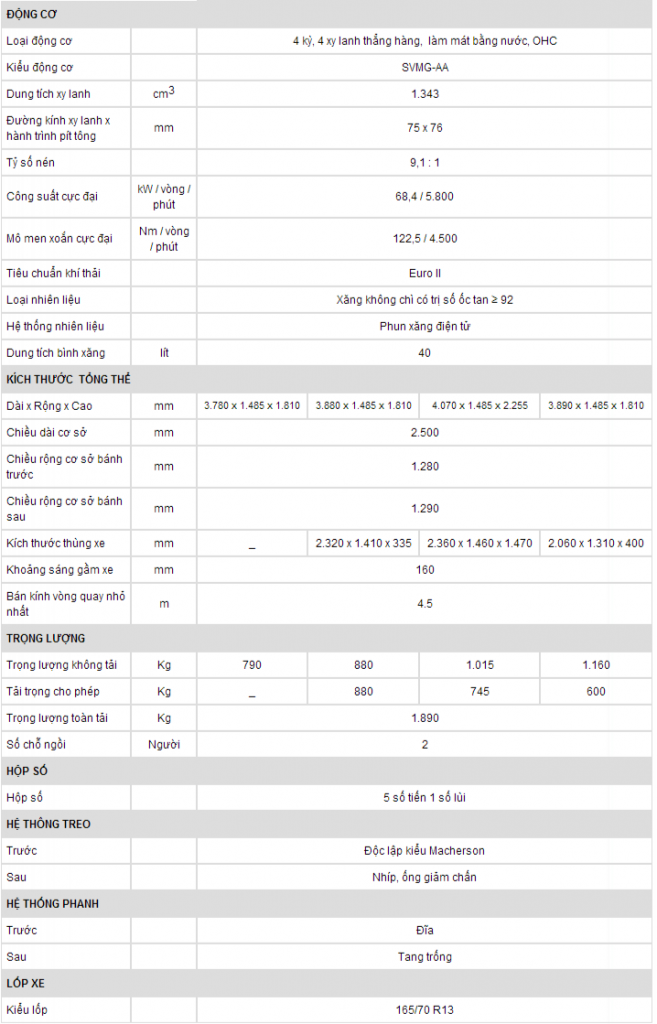 ĐỘNG CƠ
Loại động cơ 4 kỷ, 4 xy lanh thẳng hàng, làm mát bằng nước, OHC
Kiểu động cơ SVMG-AA
Dung tích xy lanh cm3 1.343
Đường kính xy lanh x
hành trình pít tông mm 75 x 76
Tỷ số nén 9,1 : 1
Công suất cực đại kW / vòng /
phút 68,4 / 5.800
Mô men xoắn cực đại Nm / vòng
/ phút 122,5 / 4.500
Tiêu chuẩn khí thải Euro II
Loại nhiên liệu Xăng không chì có trị số ốc tan ≥ 92
Hệ thống nhiên liệu Phun xăng điện tử
Dung tích bình xăng lít 40
KÍCH THƯỚC TỔNG THỂ
Dài x Rộng x Cao mm 3.780 x 1.485 x 1.810 3.880 x 1.485 x 1.810 4.070 x 1.485 x 2.255 3.890 x 1.485 x 1.810
Chiều dài cơ sở mm 2.500
Chiều rộng cơ sở bánh
trước mm 1.280
Chiều rộng cơ sở bánh
sau mm 1.290
Kích thước thùng xe mm _ 2.320 x 1.410 x 335 2.360 x 1.460 x 1.470 2.060 x 1.310 x 400
Khoảng sáng gầm xe mm 160
Bán kính vòng quay nhỏ
nhất m 4.5
TRỌNG LƯỢNG
Trọng lượng không tải Kg 790 880 1.015 1.160
Tải trọng cho phép Kg _ 880 745 600
Trọng lượng toàn tải Kg 1.890
Số chỗ ngồi Người 2
HỘP SỐ
Hộp số 5 số tiến 1 số lùi
HỆ THỐNG TREO
Trước Độc lập kiểu Macherson
Sau Nhíp, ống giảm chấn
HỆ THỐNG PHANH
Trước Đĩa
Sau Tang trống
LỐP XE
Kiểu lốp 165/70 R13